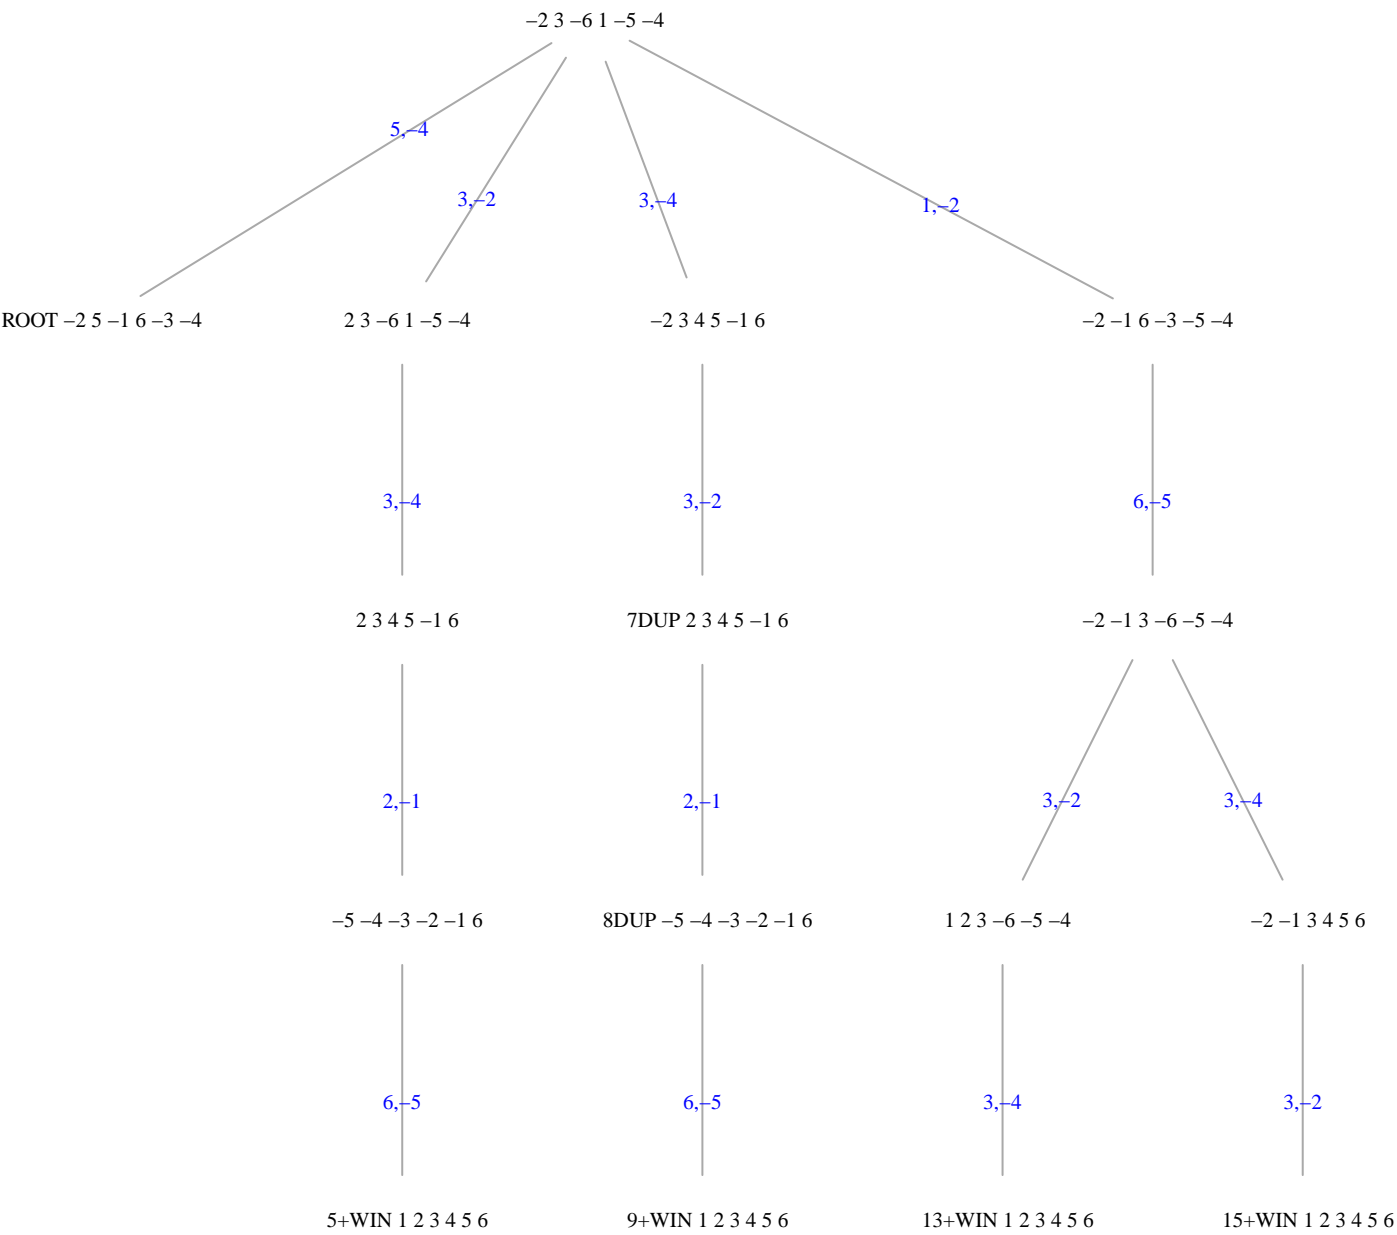 −2 3 −6 1 −5 −4
5,−4
3,−2
3,−4
1,−2
ROOT −2 5 −1 6 −3 −4
2 3 −6 1 −5 −4
−2 3 4 5 −1 6
−2 −1 6 −3 −5 −4
3,−4
3,−2
6,−5
2 3 4 5 −1 6
7DUP 2 3 4 5 −1 6
−2 −1 3 −6 −5 −4
2,−1
2,−1
3,−2
3,−4
−5 −4 −3 −2 −1 6
8DUP −5 −4 −3 −2 −1 6
1 2 3 −6 −5 −4
−2 −1 3 4 5 6
6,−5
6,−5
3,−4
3,−2
5+WIN 1 2 3 4 5 6
9+WIN 1 2 3 4 5 6
13+WIN 1 2 3 4 5 6
15+WIN 1 2 3 4 5 6